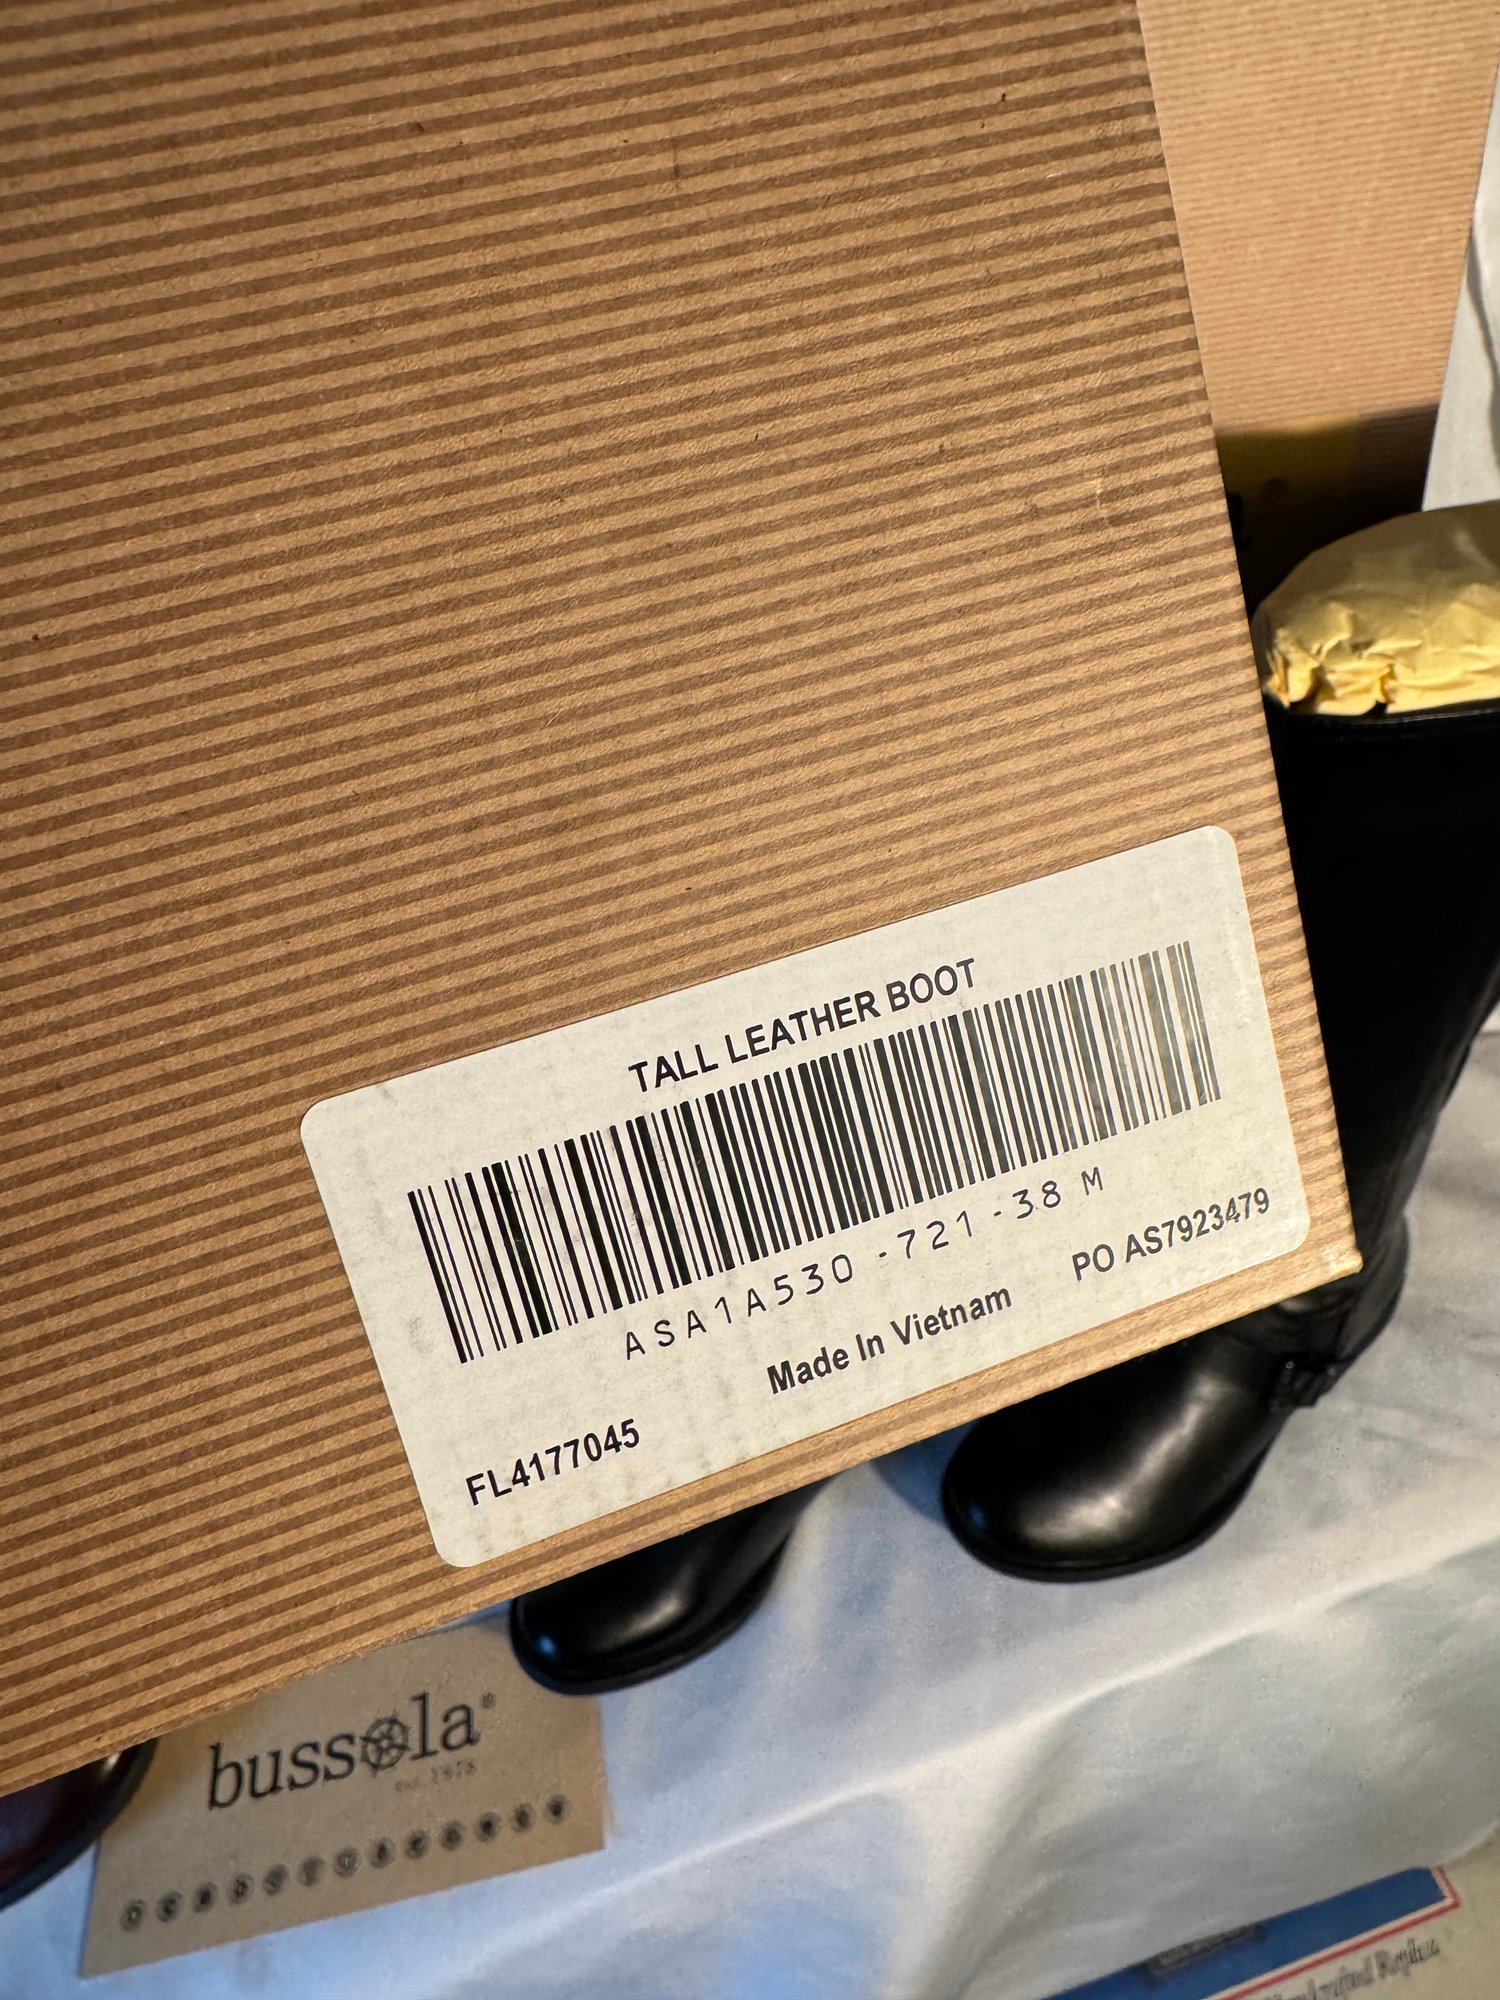 TALL LEATHER BOOT
ASA1A530-721-38 M
Made In Vietnam
PO AS7923479
FL4177045
bussola®